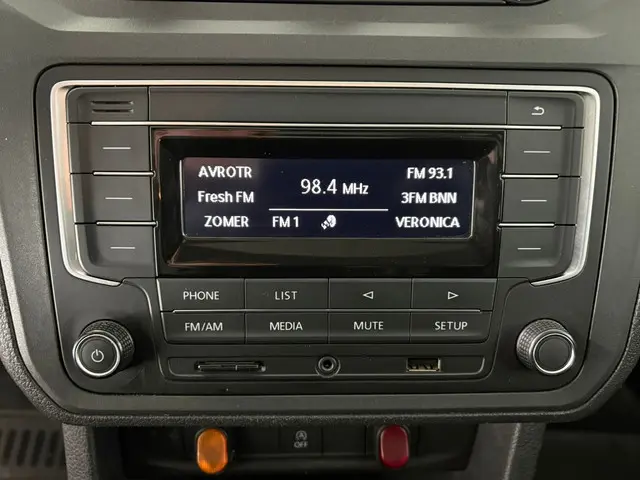 AVROTR
FM 93.1
98.4 MHz
Fresh FM
3FM BNN
ZOMER
FM 1
VERONICA
PHONE
LIST
FM/AM
MEDIA
MUTE
SETUP
OFF